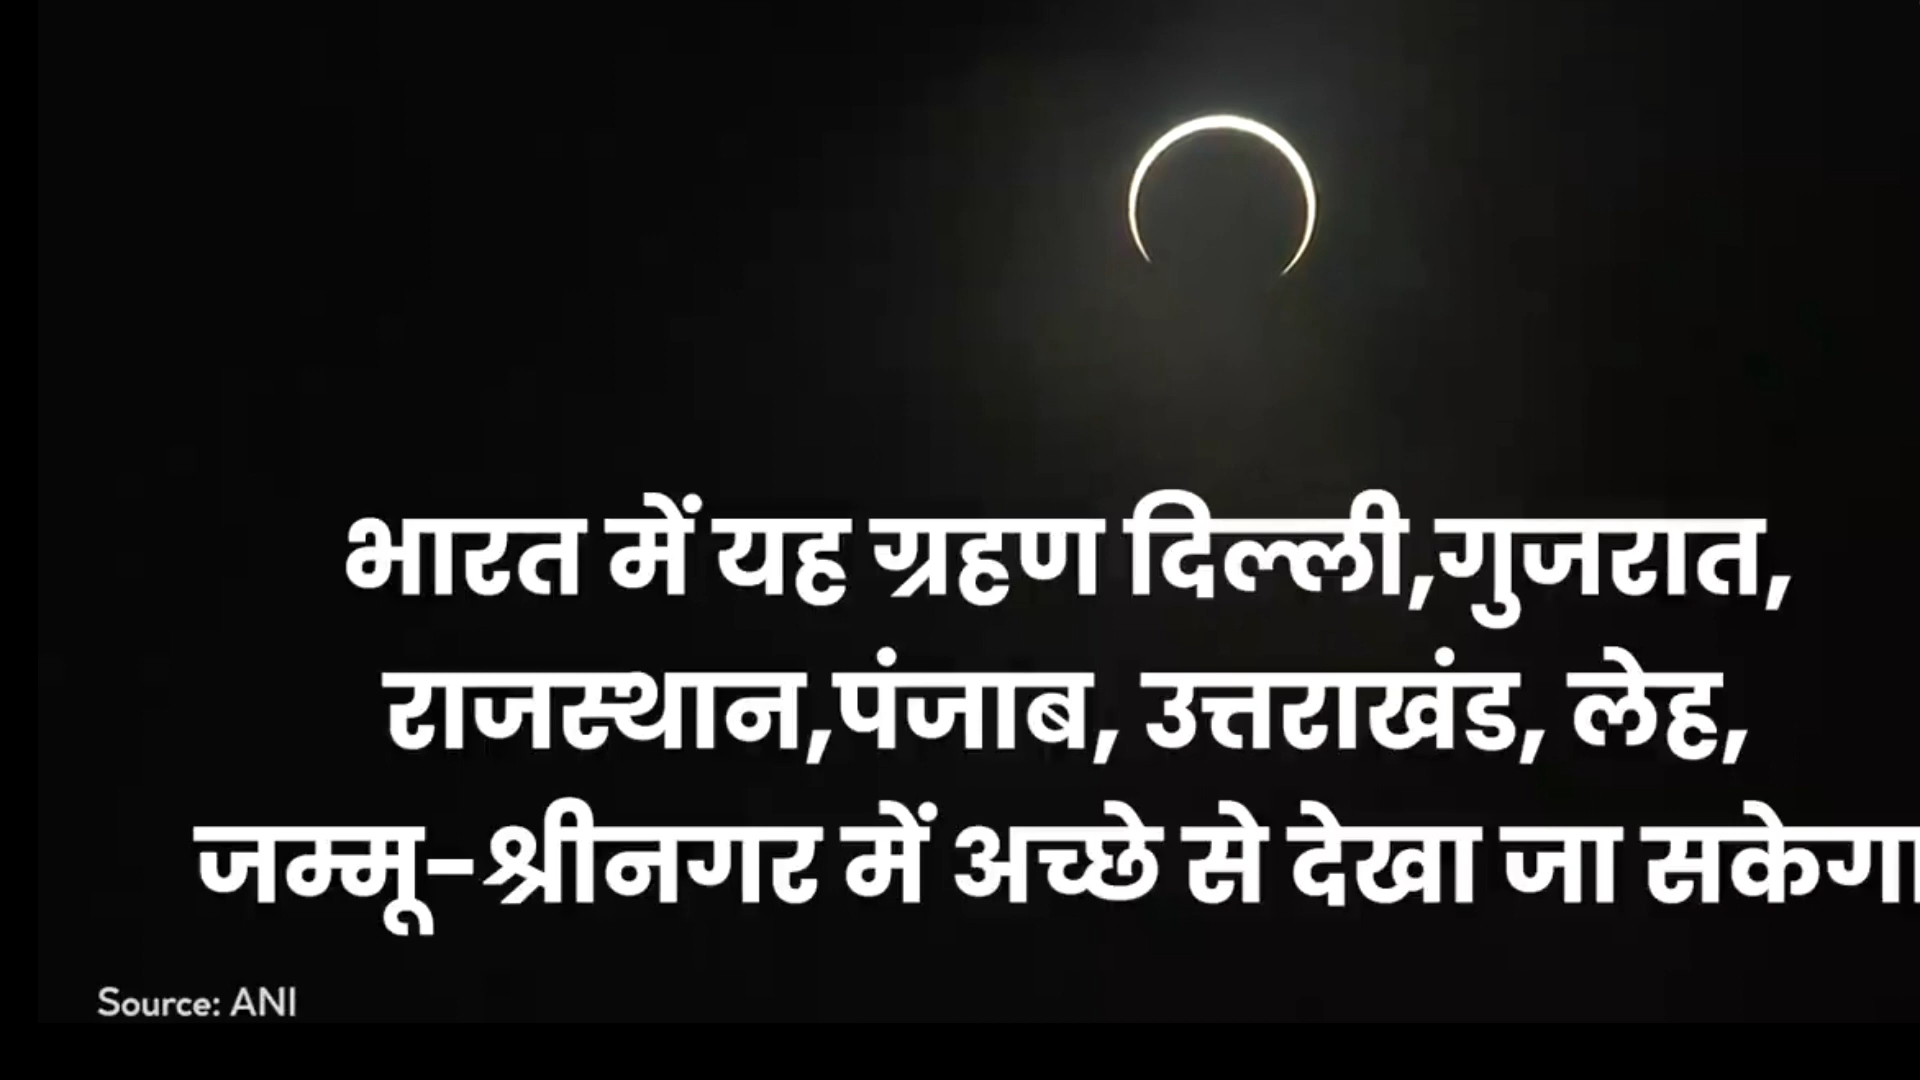 भारत में यह ग्रहण दिल्ली,गुजरात,
राजस्थान,पंजाब, उत्तराखंड, लेह,
जम्मू-श्रीनगर में अच्छे से देखा जा सकेगा
Source: ANI